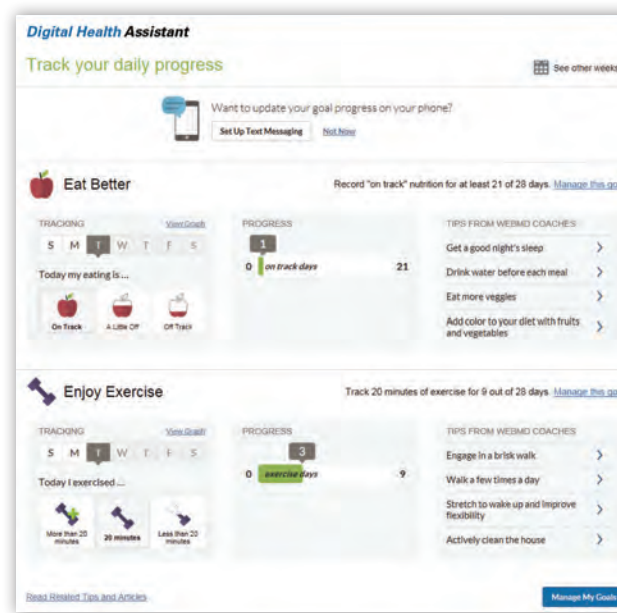 Digital Health Assistant
Track your daily progress
See other weeks
Want to update your goal progress on your phone?
Set Up Text Messaging Not Now
Eat Better
Record "on track" nutrition for at least 21 of 28 days. Manage this go
TRACKING View Graph
S M T W T F S
Today my eating is ...
On Track A Little Off Off Track
PROGRESS
1
0 on track days 21
TIPS FROM WEBMD COACHES
Get a good night's sleep
Drink water before each meal
Eat more veggies
Add color to your diet with fruits
and vegetables
Enjoy Exercise
Track 20 minutes of exercise for 9 out of 28 days. Manage this go
TRACKING View Graph
S M T W T F S
Today I exercised ...
More than 20
minutes
20 minutes
Less than 20
minutes
PROGRESS
3
0 exercise days 9
TIPS FROM WEBMD COACHES
Engage in a brisk walk
Walk a few times a day
Stretch to wake up and improve
flexibility
Actively clean the house
Read Related Tips and Articles
Manage My Goals